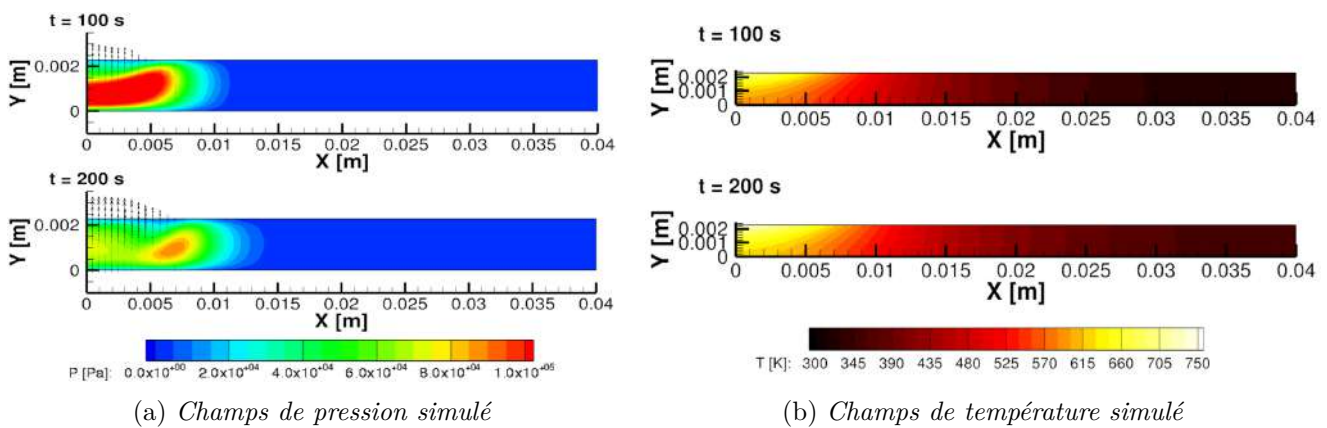 t = 100 s
Y [m]
0.002
0
0 0.005 0.01 0.015 0.02 0.025 0.03 0.035 0.04
X [m]
t = 200 s
Y [m]
0.002
0
0 0.005 0.01 0.015 0.02 0.025 0.03 0.035 0.04
X [m]
P [Pa]: 0.0x10⁺⁰⁰ 2.0x10⁺⁰⁴ 4.0x10⁺⁰⁴ 6.0x10⁺⁰⁴ 8.0x10⁺⁰⁴ 1.0x10⁺⁰⁵
(a) Champs de pression simulé
t = 100 s
Y [m]
0.002
0.001
0
0 0.005 0.01 0.015 0.02 0.025 0.03 0.035 0.04
X [m]
t = 200 s
Y [m]
0.002
0.001
0
0 0.005 0.01 0.015 0.02 0.025 0.03 0.035 0.04
X [m]
T [K]: 300 345 390 435 480 525 570 615 660 705 750
(b) Champs de température simulé